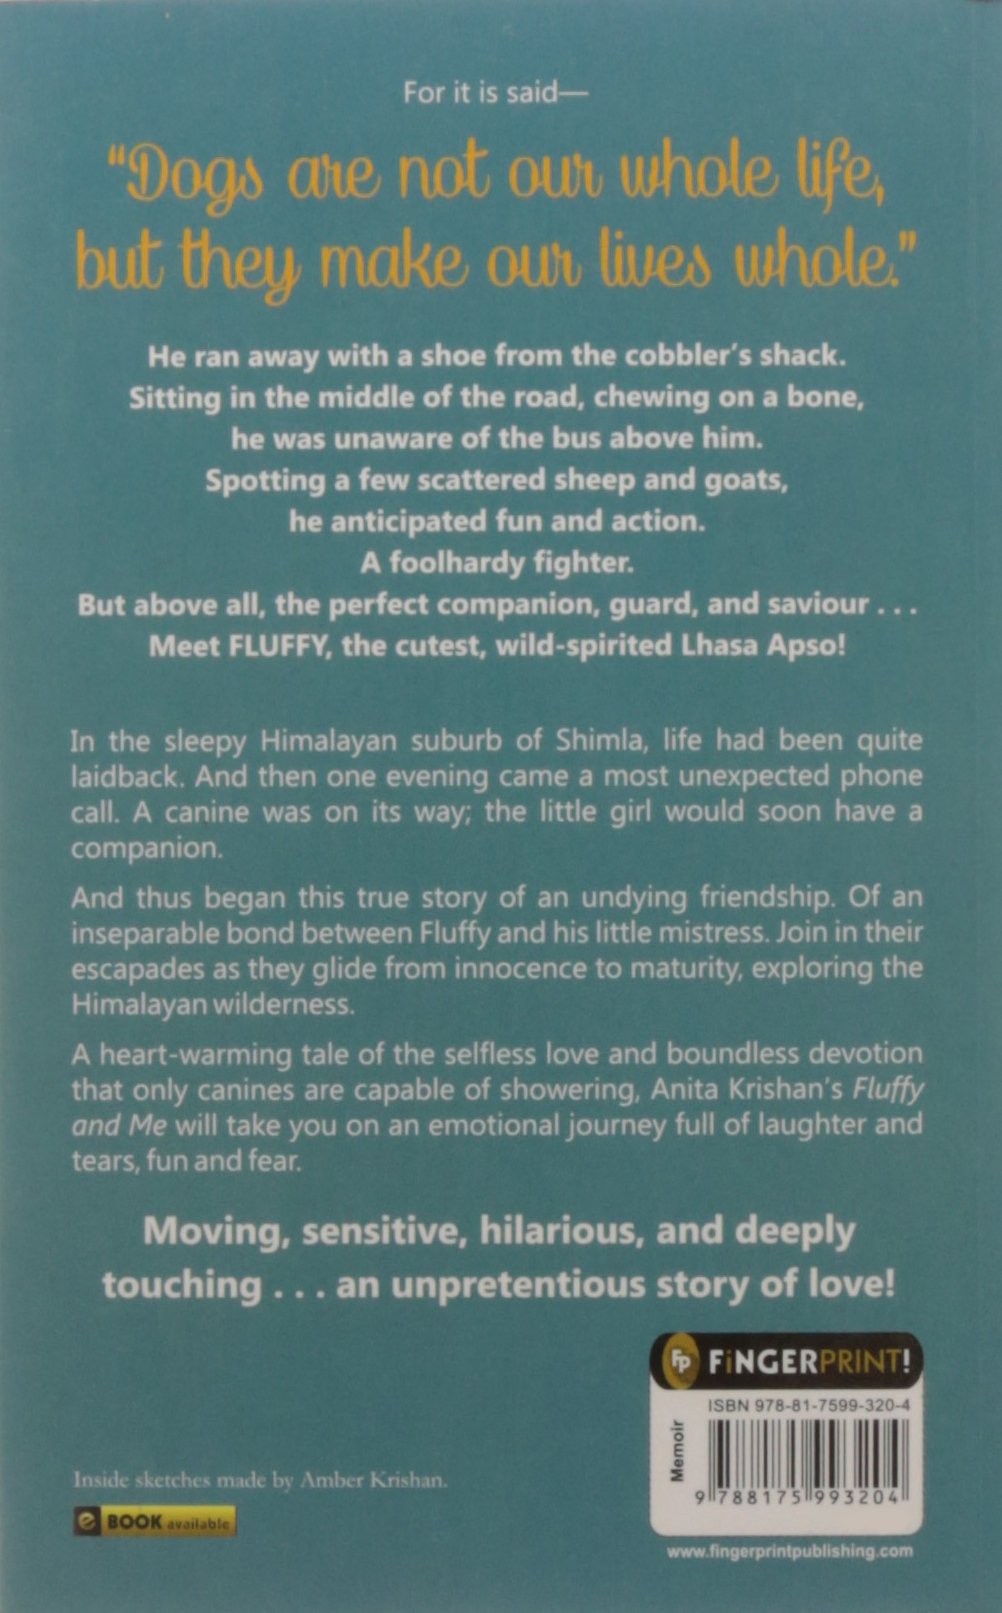 For it is said—
"Dogs are not our whole life,
but they make our lives whole."
He ran away with a shoe from the cobbler's shack.
Sitting in the middle of the road, chewing on a bone,
he was unaware of the bus above him.
Spotting a few scattered sheep and goats,
he anticipated fun and action.
A foolhardy fighter.
But above all, the perfect companion, guard, and saviour . . .
Meet FLUFFY, the cutest, wild-spirited Lhasa Apso!
In the sleepy Himalayan suburb of Shimla, life had been quite
laidback. And then one evening came a most unexpected phone
call. A canine was on its way; the little girl would soon have a
companion.
And thus began this true story of an undying friendship. Of an
inseparable bond between Fluffy and his little mistress. Join in their
escapades as they glide from innocence to maturity, exploring the
Himalayan wilderness.
A heart-warming tale of the selfless love and boundless devotion
that only canines are capable of showering, Anita Krishan's Fluffy
and Me will take you on an emotional journey full of laughter and
tears, fun and fear.
Moving, sensitive, hilarious, and deeply
touching . . . an unpretentious story of love!
FP FiNGERPRINT!
ISBN 978-81-7599-320-4
Memoir
9 788175 993204
www.fingerprintpublishing.com
Inside sketches made by Amber Krishan.
e BOOK available